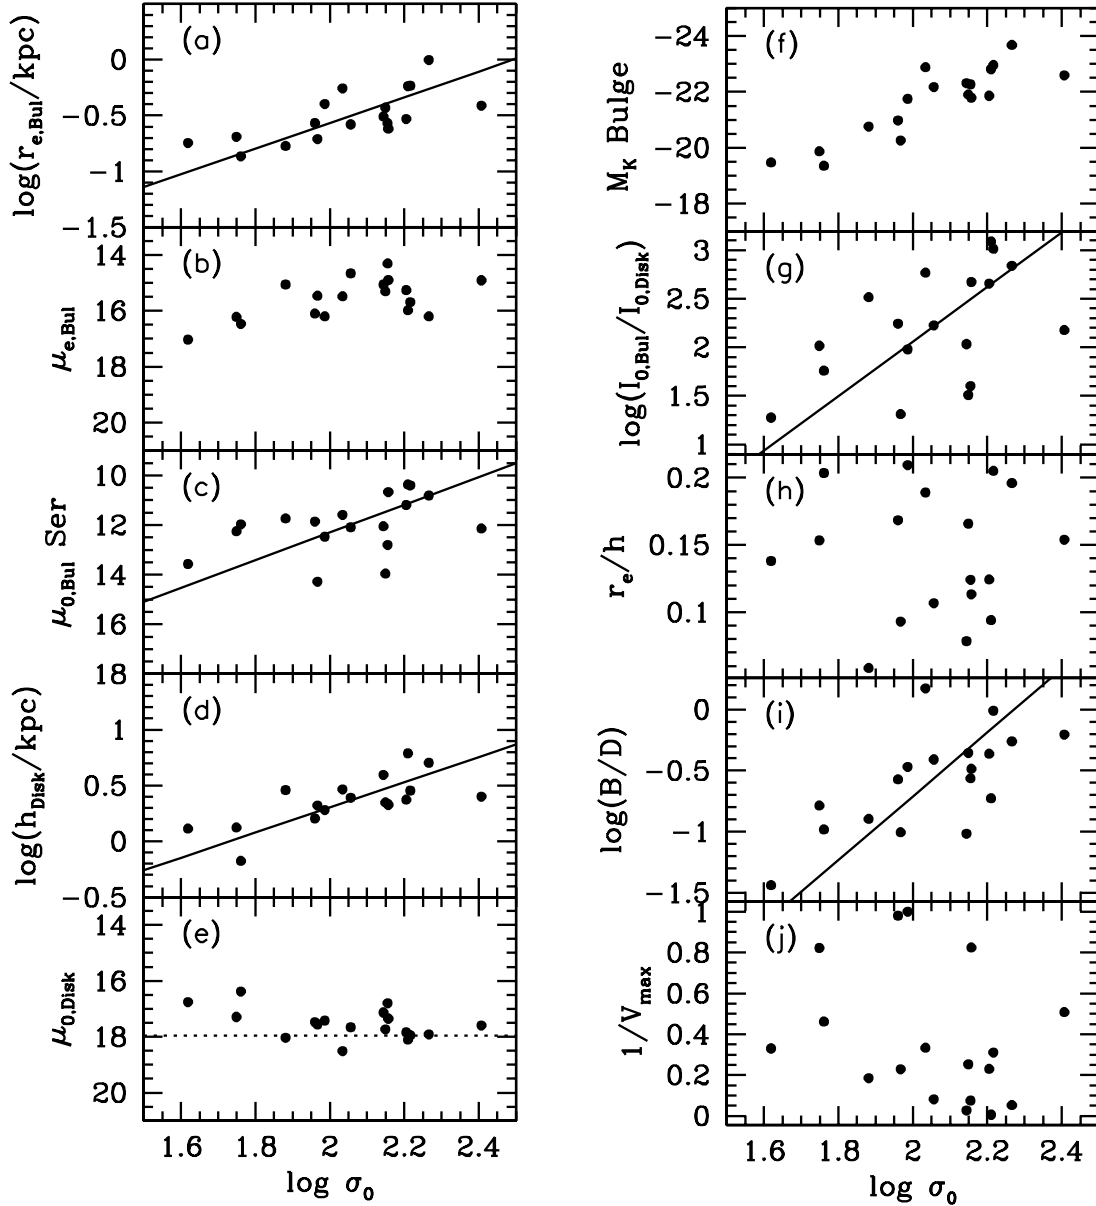 (a)
log(r_e,Bul/kpc)
0
−0.5
−1
−1.5
(b)
μ_e,Bul
14
16
18
20
(c)
μ_0,Bul Ser
10
12
14
16
18
(d)
log(h_Disk/kpc)
1
0.5
0
−0.5
(e)
μ_0,Disk
14
16
18
20
1.6
1.8
2
2.2
2.4
log σ_0
(f)
M_K Bulge
−24
−22
−20
−18
(g)
log(I_0,Bul/I_0,Disk)
3
2.5
2
1.5
1
(h)
r_e/h
0.2
0.15
0.1
(i)
log(B/D)
0
−0.5
−1
−1.5
(j)
1/V_max
1
0.8
0.6
0.4
0.2
0
1.6
1.8
2
2.2
2.4
log σ_0